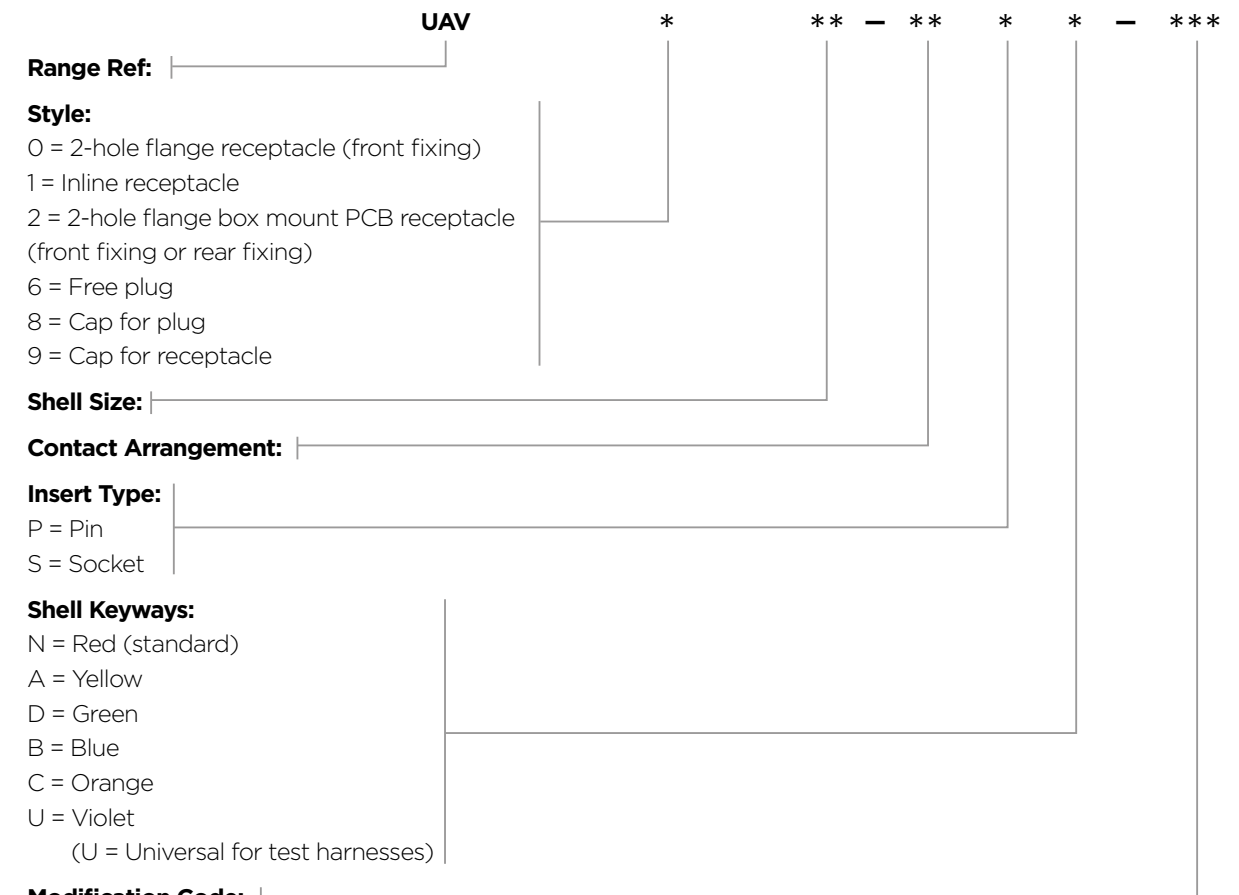 UAV * ** – ** * * – ***
Range Ref:
Style:
0 = 2-hole flange receptacle (front fixing)
1 = Inline receptacle
2 = 2-hole flange box mount PCB receptacle
(front fixing or rear fixing)
6 = Free plug
8 = Cap for plug
9 = Cap for receptacle
Shell Size:
Contact Arrangement:
Insert Type:
P = Pin
S = Socket
Shell Keyways:
N = Red (standard)
A = Yellow
D = Green
B = Blue
C = Orange
U = Violet
(U = Universal for test harnesses)
Modification Code: